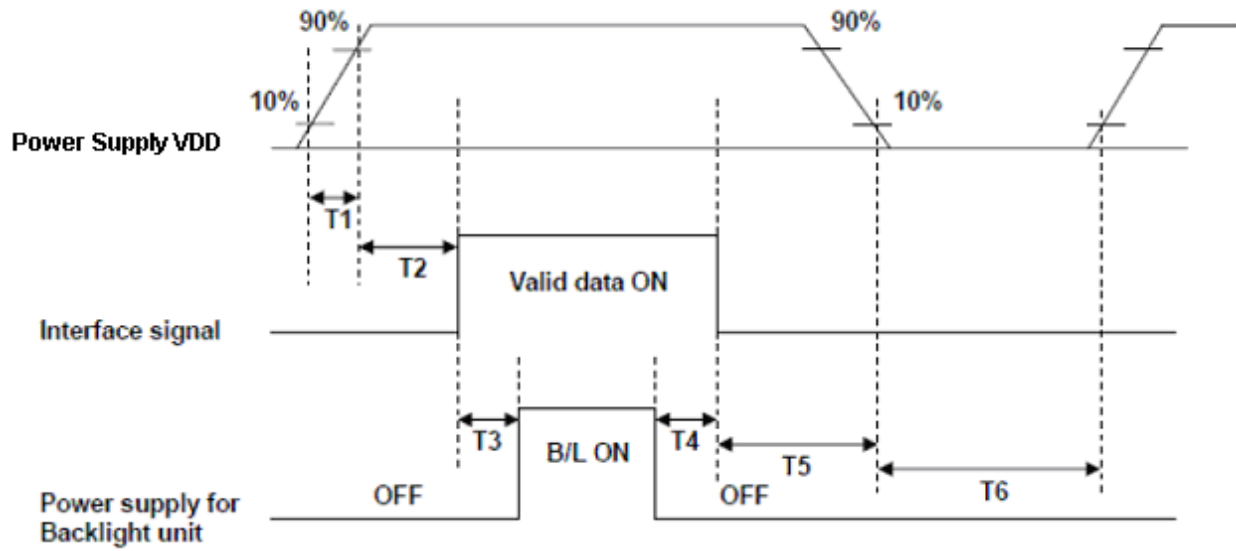 90%
90%
10%
10%
Power Supply VDD
T1
T2
Valid data ON
Interface signal
T3
T4
B/L ON
T5
T6
OFF
OFF
Power supply for
Backlight unit